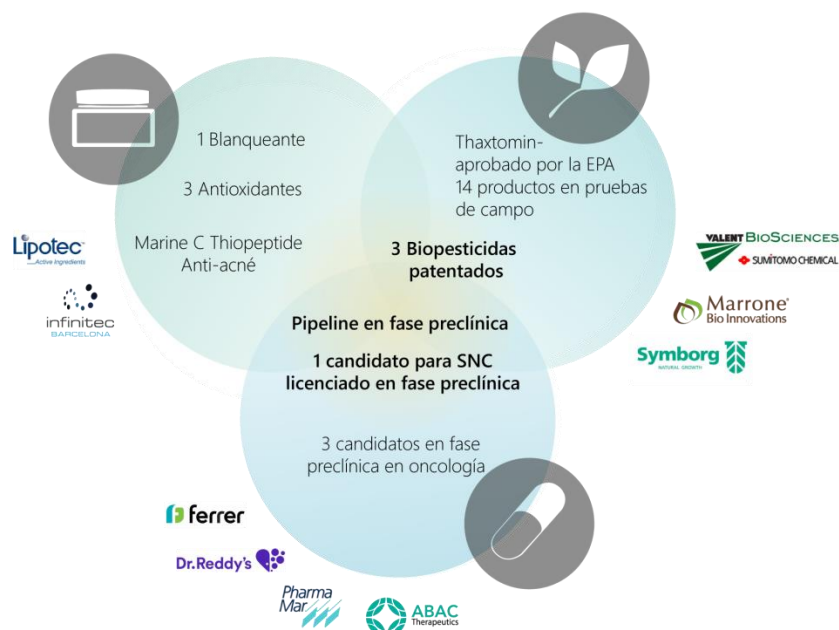 1 Blanqueante
3 Antioxidantes
Marine C Thiopeptide
Anti-acné
Thaxtomin-
aprobado por la EPA
14 productos en pruebas
de campo
3 Biopesticidas
patentados
Pipeline en fase preclínica
1 candidato para SNC
licenciado en fase preclínica
3 candidatos en fase
preclínica en oncología
Lipotec
Active Ingredients
infinitec
BARCELONA
VALENT BIOSCIENCES
SUMITOMO CHEMICAL
Marrone
Bio Innovations
Symborg
NATURAL GROWTH
ferrer
Dr.Reddy's
Pharma
Mar
ABAC
Therapeutics